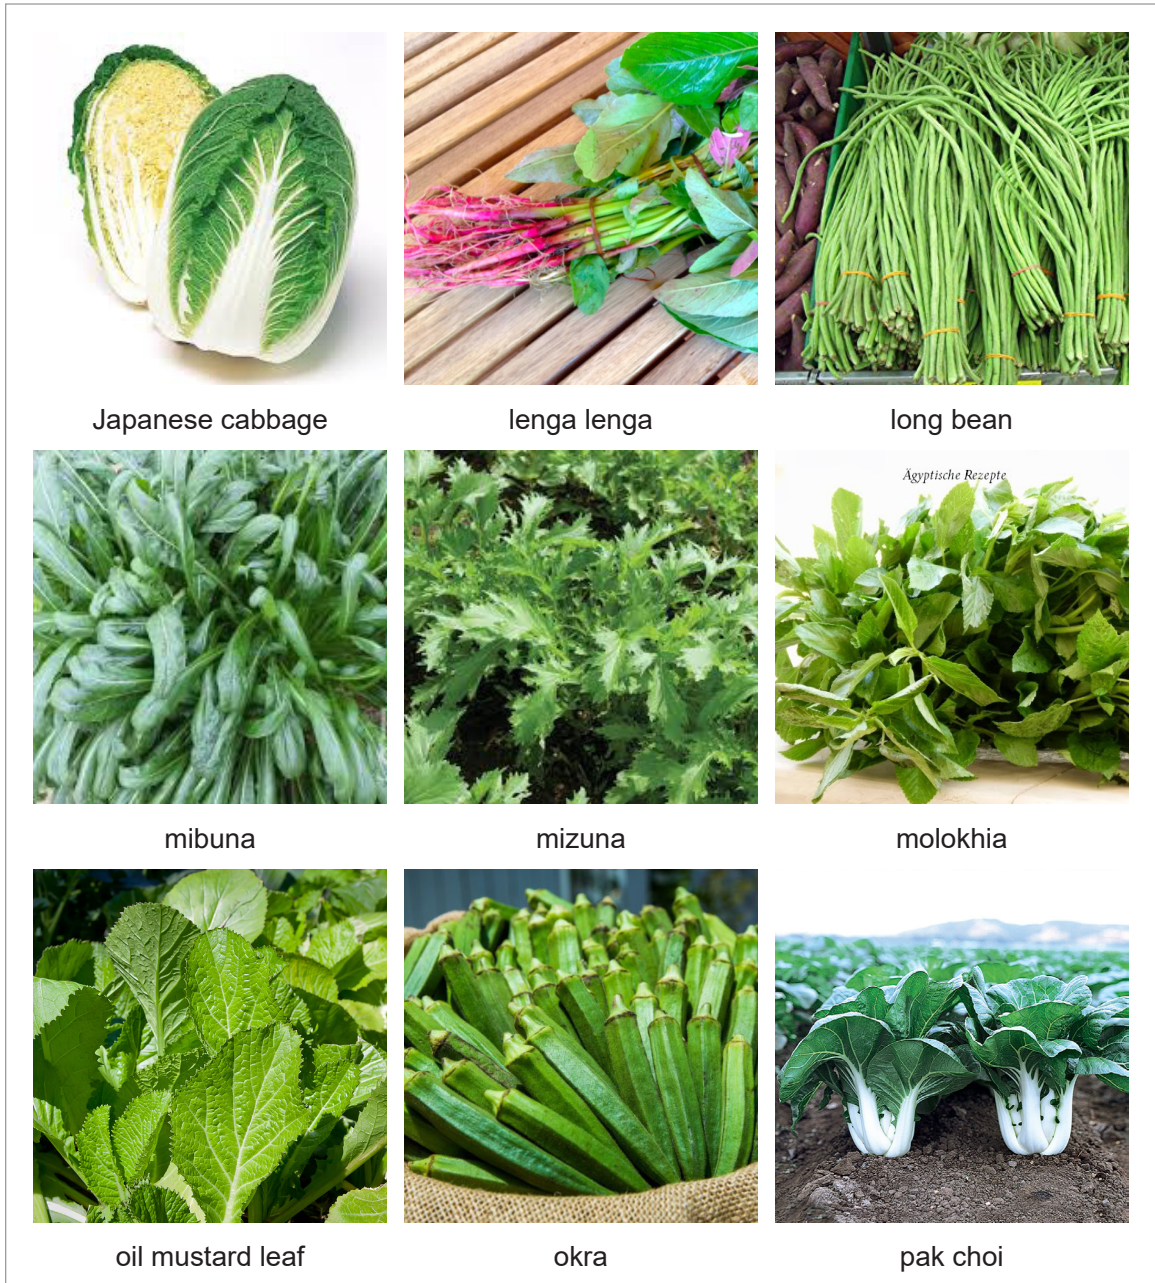 Japanese cabbage
lenga lenga
long bean
Ägyptische Rezepte
mibuna
mizuna
molokhia
oil mustard leaf
okra
pak choi